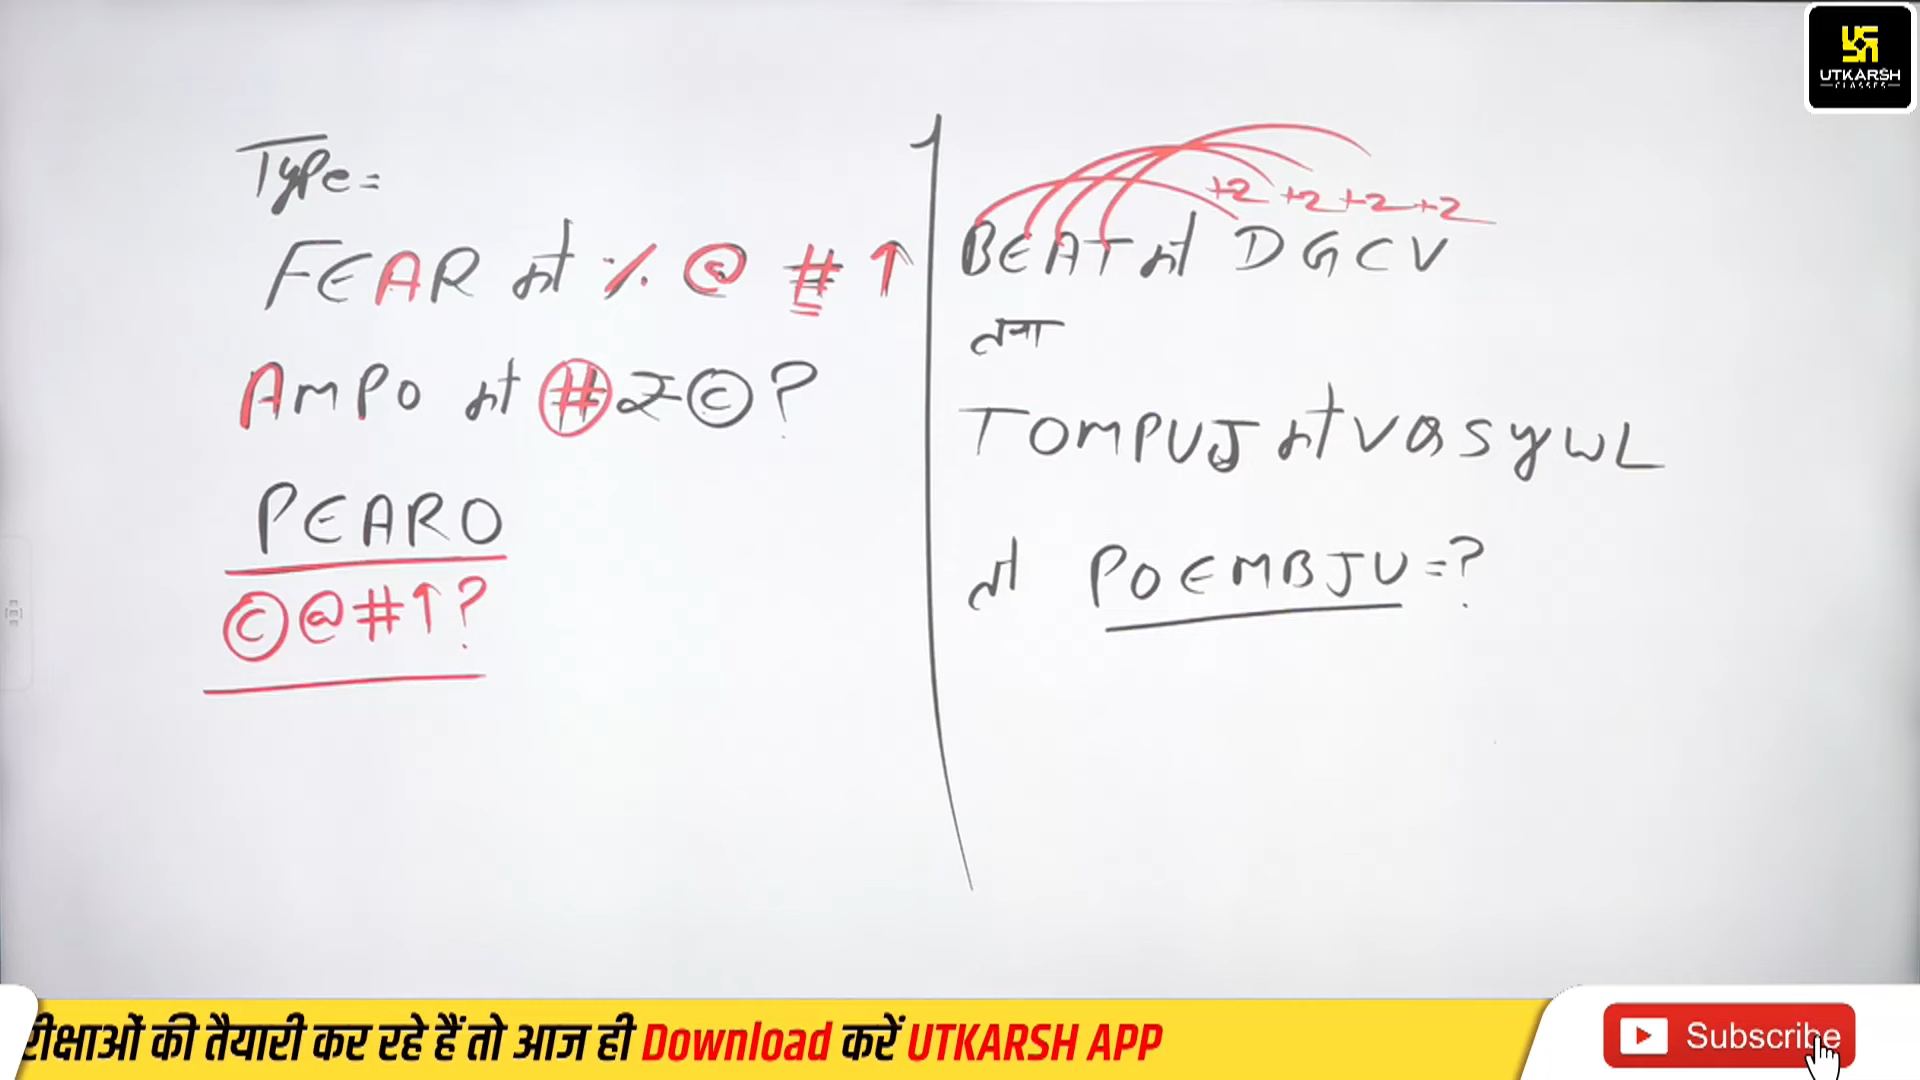 UTKARSH
CLASSES
Type=
FEAR को % @ # ↑
AMPO को # ₹ © ?
PEARO
© @ # ↑ ?
+2 +2 +2 +2
BEAT को DGCV
तथा
TOMPUJ को VQSYWL
तो POEMBJU = ?
रीक्षाओं की तैयारी कर रहे हैं तो आज ही Download करें UTKARSH APP
Subscribe